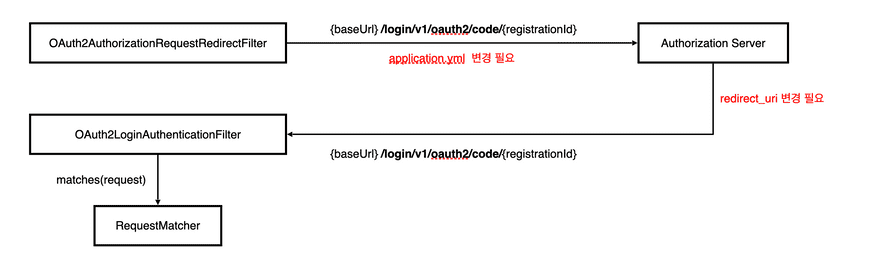 {baseUrl} /login/v1/oauth2/code/{registrationId}
OAuth2AuthorizationRequestRedirectFilter
Authorization Server
application.yml 변경 필요
redirect_uri 변경 필요
OAuth2LoginAuthenticationFilter
{baseUrl} /login/v1/oauth2/code/{registrationId}
matches(request)
RequestMatcher